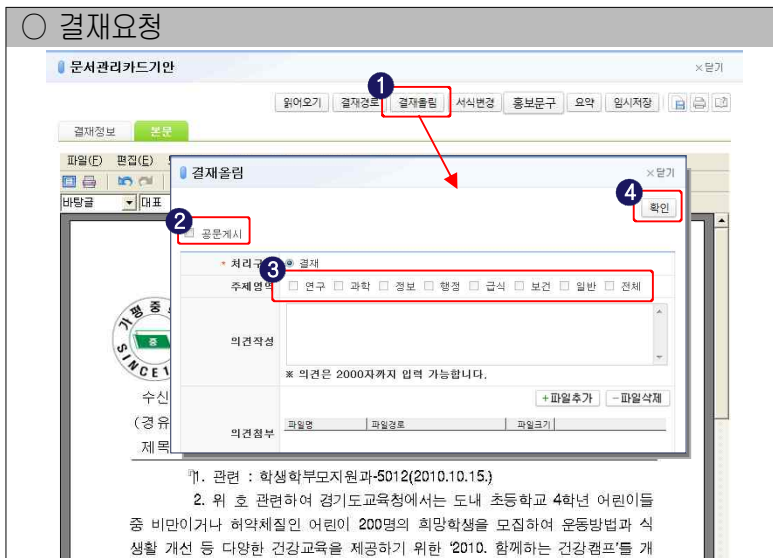 ○ 결재요청
문서관리카드기안
×닫기
1
읽어오기 결재경로 결재올림 서식변경 홍보문구 요약 임시저장
결재정보 본문
파일(F) 편집(E)
결재올림
×닫기
4
확인
바탕글 대표
2
공문게시
* 처리구 결재
3
주제영역 연구 과학 정보 행정 급식 보건 일반 전체
가평중
중
SINCE 1
의견작성
※ 의견은 2000자까지 입력 가능합니다.
+파일추가 -파일삭제
의견첨부 파일명 파일경로 파일크기
수신
(경유
제목
1. 관련 : 학생학부모지원과-5012(2010.10.15.)
2. 위 호 관련하여 경기도교육청에서는 도내 초등학교 4학년 어린이들
중 비만이거나 허약체질인 어린이 200명의 희망학생을 모집하여 운동방법과 식
생활 개선 등 다양한 건강교육을 제공하기 위한 '2010. 함께하는 건강캠프'를 개